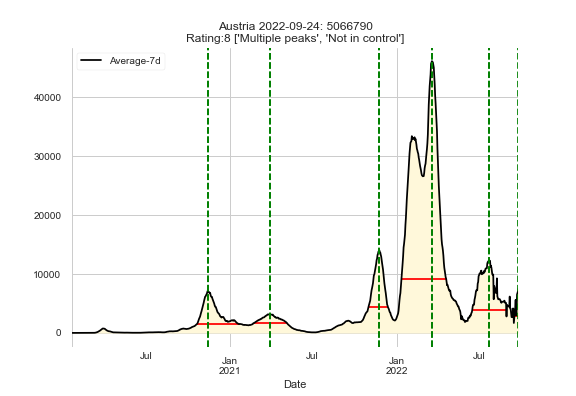 Austria 2022-09-24: 5066790
Rating:8 ['Multiple peaks', 'Not in control']
Average-7d
40000
30000
20000
10000
0
Jul
Jan
2021
Jul
Jan
2022
Jul
Date